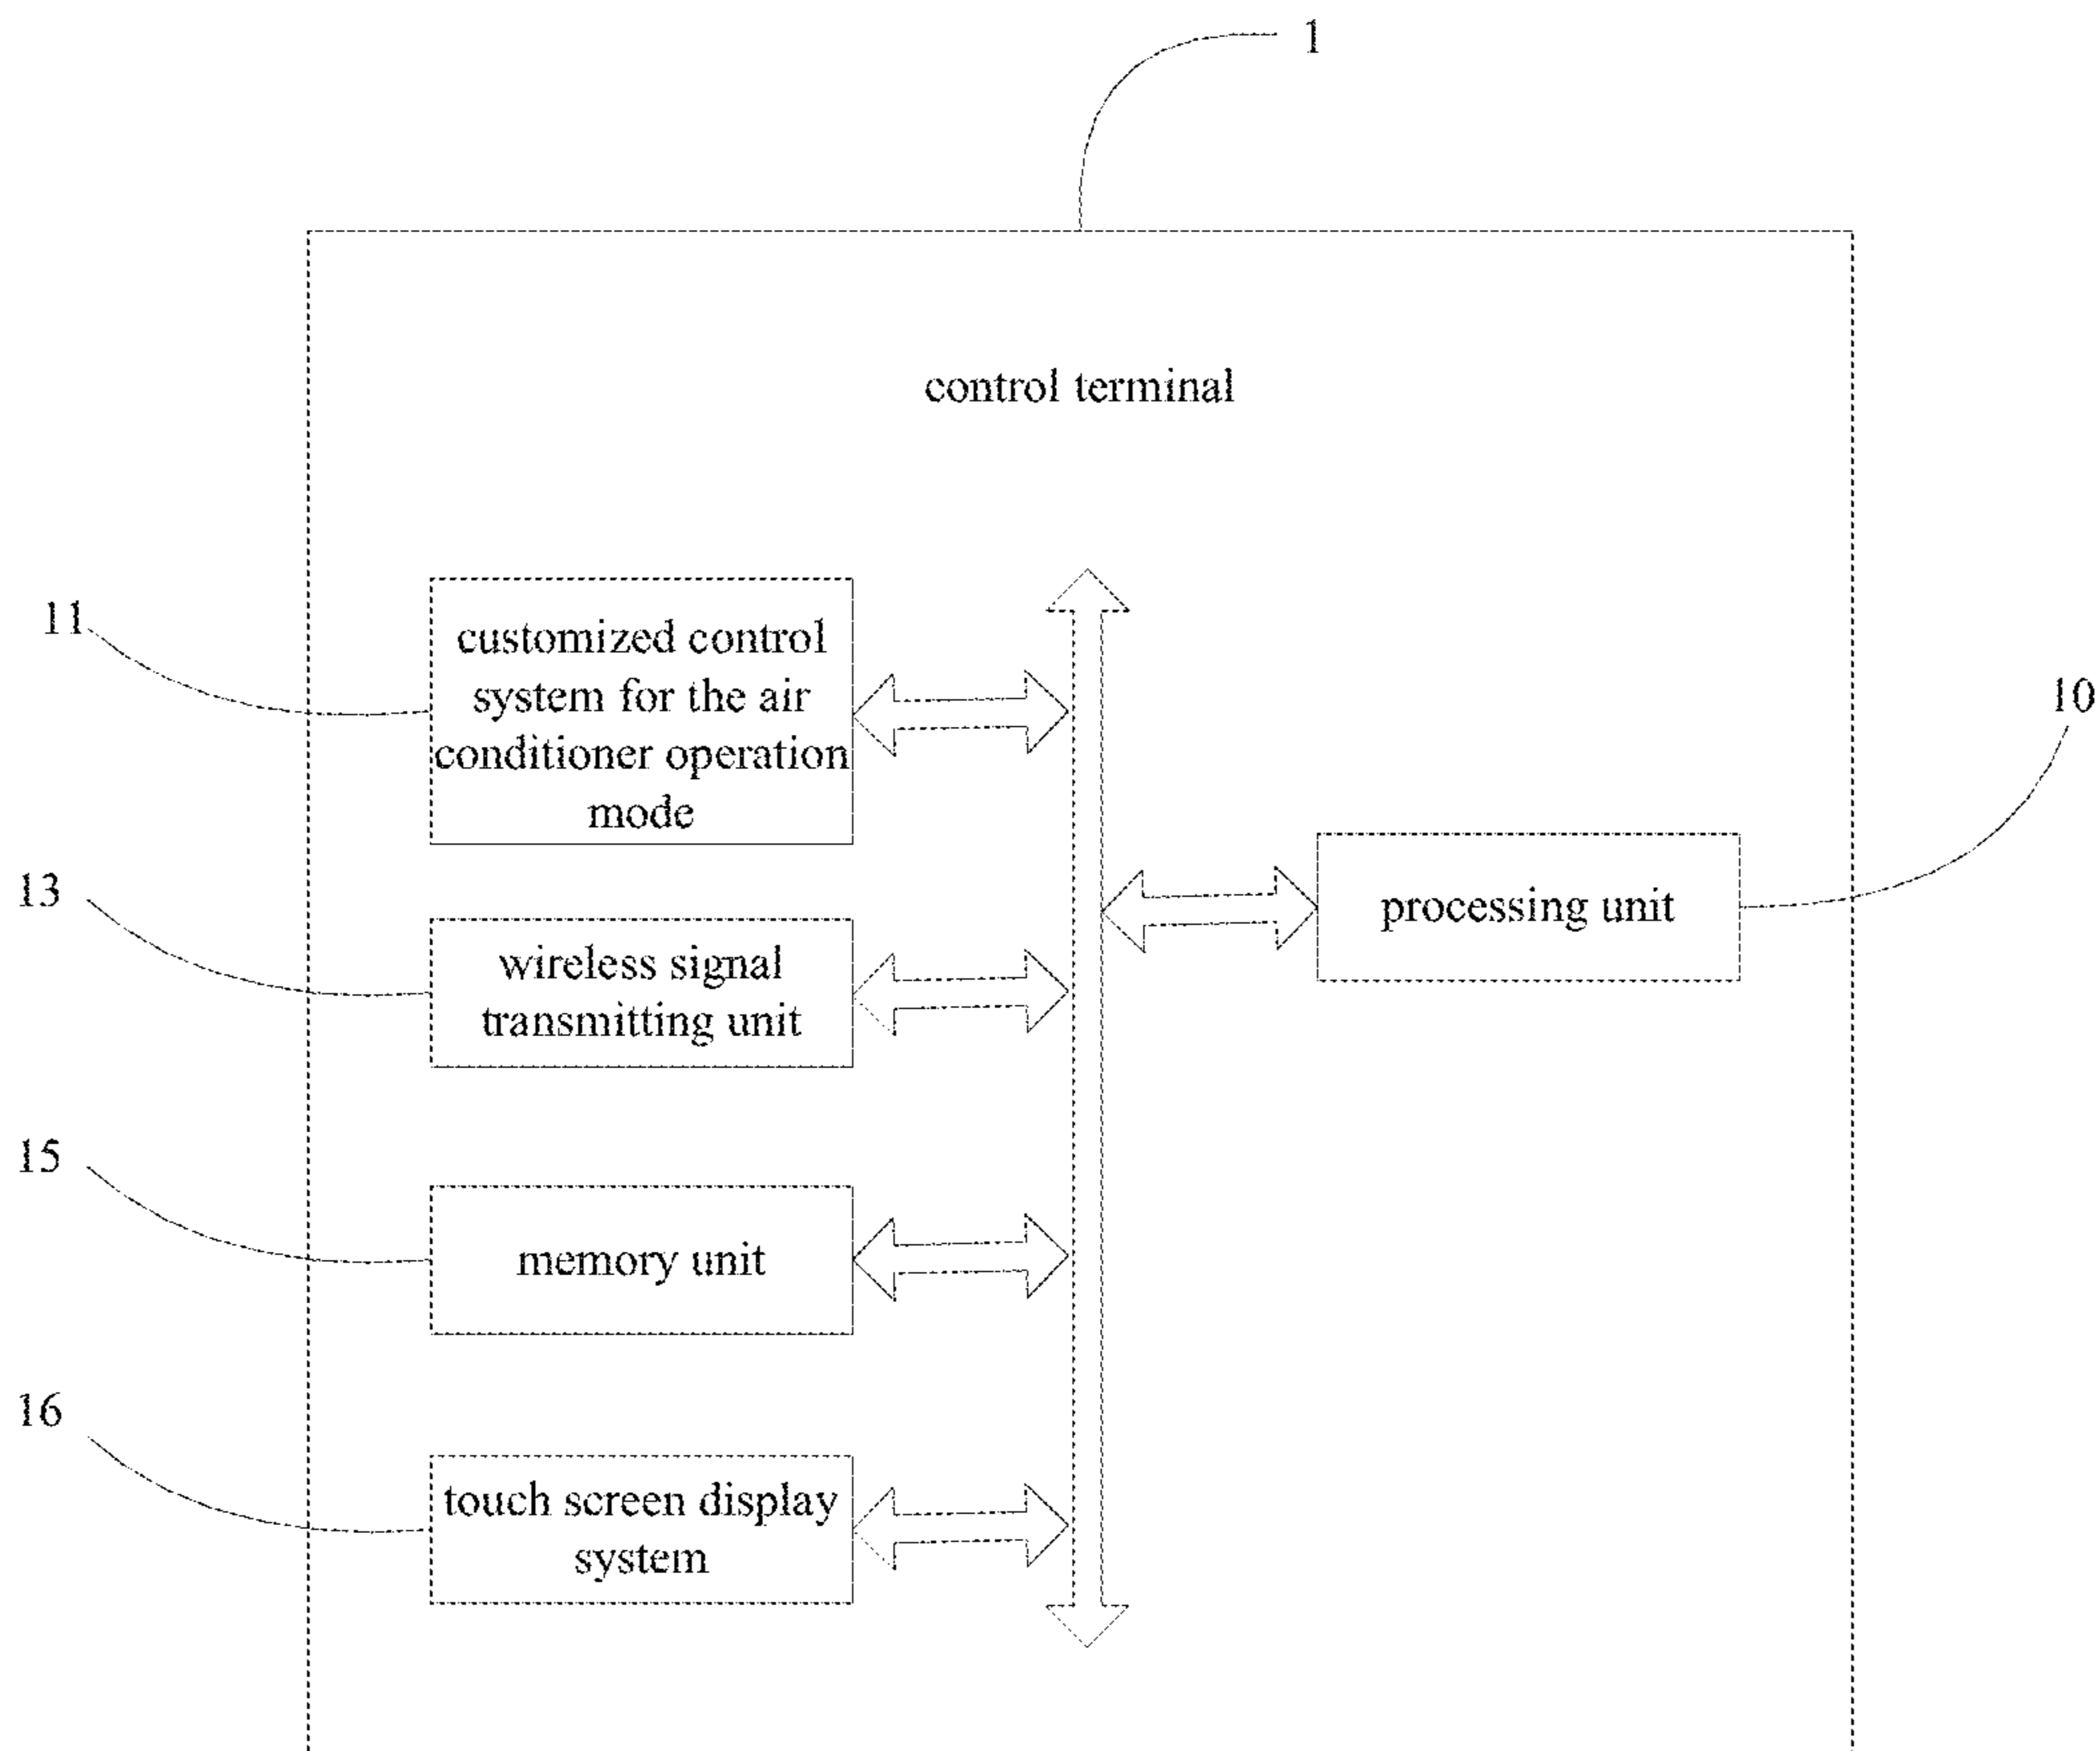 1
control terminal
11
customized control
system for the air
conditioner operation
mode
10
13
processing unit
wireless signal
transmitting unit
15
memory unit
16
touch screen display
system